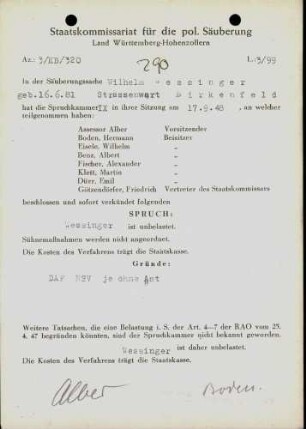 Staatskommissariat für die pol. Säuberung
Land Württemberg-Hohenzollern
Az: 3/KB/320
290
L/3/99
In der Säuberungssache Wilhelm Wessinger
geb.16.6.81 Strassenwart Birkenfeld
hat die Spruchkammer IX in ihrer Sitzung am 17.9.48, an welcher
teilgenommen haben:
Assessor Alber Vorsitzender
Boden, Hermann Beisitzer
Eisele, Wilhelm „
Benz, Albert „
Fischer, Alexander „
Klett, Martin „
Dürr, Emil „
Götzendörfer, Friedrich Vertreter des Staatskommissars
beschlossen und sofort verkündet folgenden
SPRUCH:
Wessinger ist unbelastet.
Sühnemaßnahmen werden nicht angeordnet.
Die Kosten des Verfahrens trägt die Staatskasse.
Gründe:
DAF NSV je ohne Amt
Weitere Tatsachen, die eine Belastung i. S. der Art. 4—7 der RAO vom 25.
4. 47 begründen könnten, sind der Spruchkammer nicht bekannt geworden.
Wessinger ist daher unbelastet.
Die Kosten des Verfahrens trägt die Staatskasse.
Alber Boden.